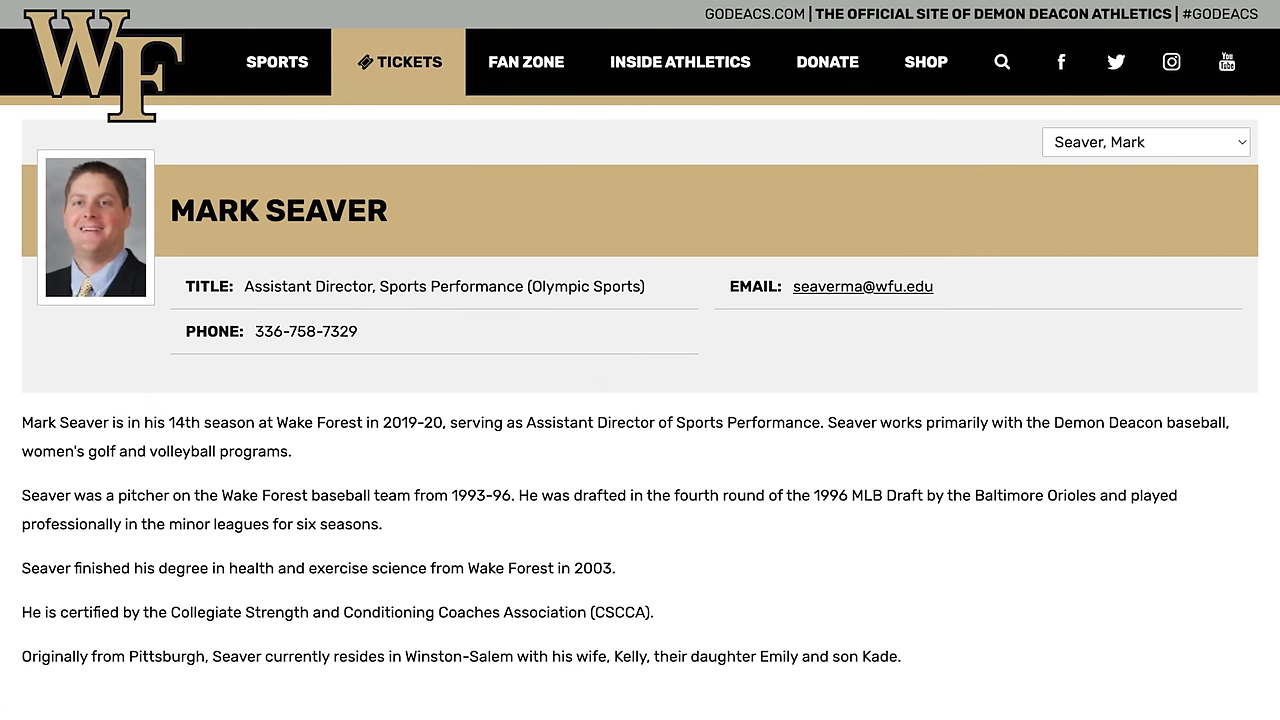 GODEACS.COM | THE OFFICIAL SITE OF DEMON DEACON ATHLETICS | #GODEACS
WF
SPORTS TICKETS FAN ZONE INSIDE ATHLETICS DONATE SHOP f You Tube
Seaver, Mark
MARK SEAVER
TITLE: Assistant Director, Sports Performance (Olympic Sports) EMAIL: seaverma@wfu.edu
PHONE: 336-758-7329
Mark Seaver is in his 14th season at Wake Forest in 2019-20, serving as Assistant Director of Sports Performance. Seaver works primarily with the Demon Deacon baseball,
women's golf and volleyball programs.
Seaver was a pitcher on the Wake Forest baseball team from 1993-96. He was drafted in the fourth round of the 1996 MLB Draft by the Baltimore Orioles and played
professionally in the minor leagues for six seasons.
Seaver finished his degree in health and exercise science from Wake Forest in 2003.
He is certified by the Collegiate Strength and Conditioning Coaches Association (CSCCA).
Originally from Pittsburgh, Seaver currently resides in Winston-Salem with his wife, Kelly, their daughter Emily and son Kade.